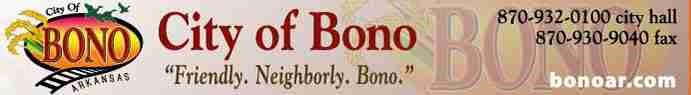 City Of
BONO
ARKANSAS
City of Bono
"Friendly. Neighborly. Bono."
BONO
870-932-0100 city hall
870-930-9040 fax
bonoar.com